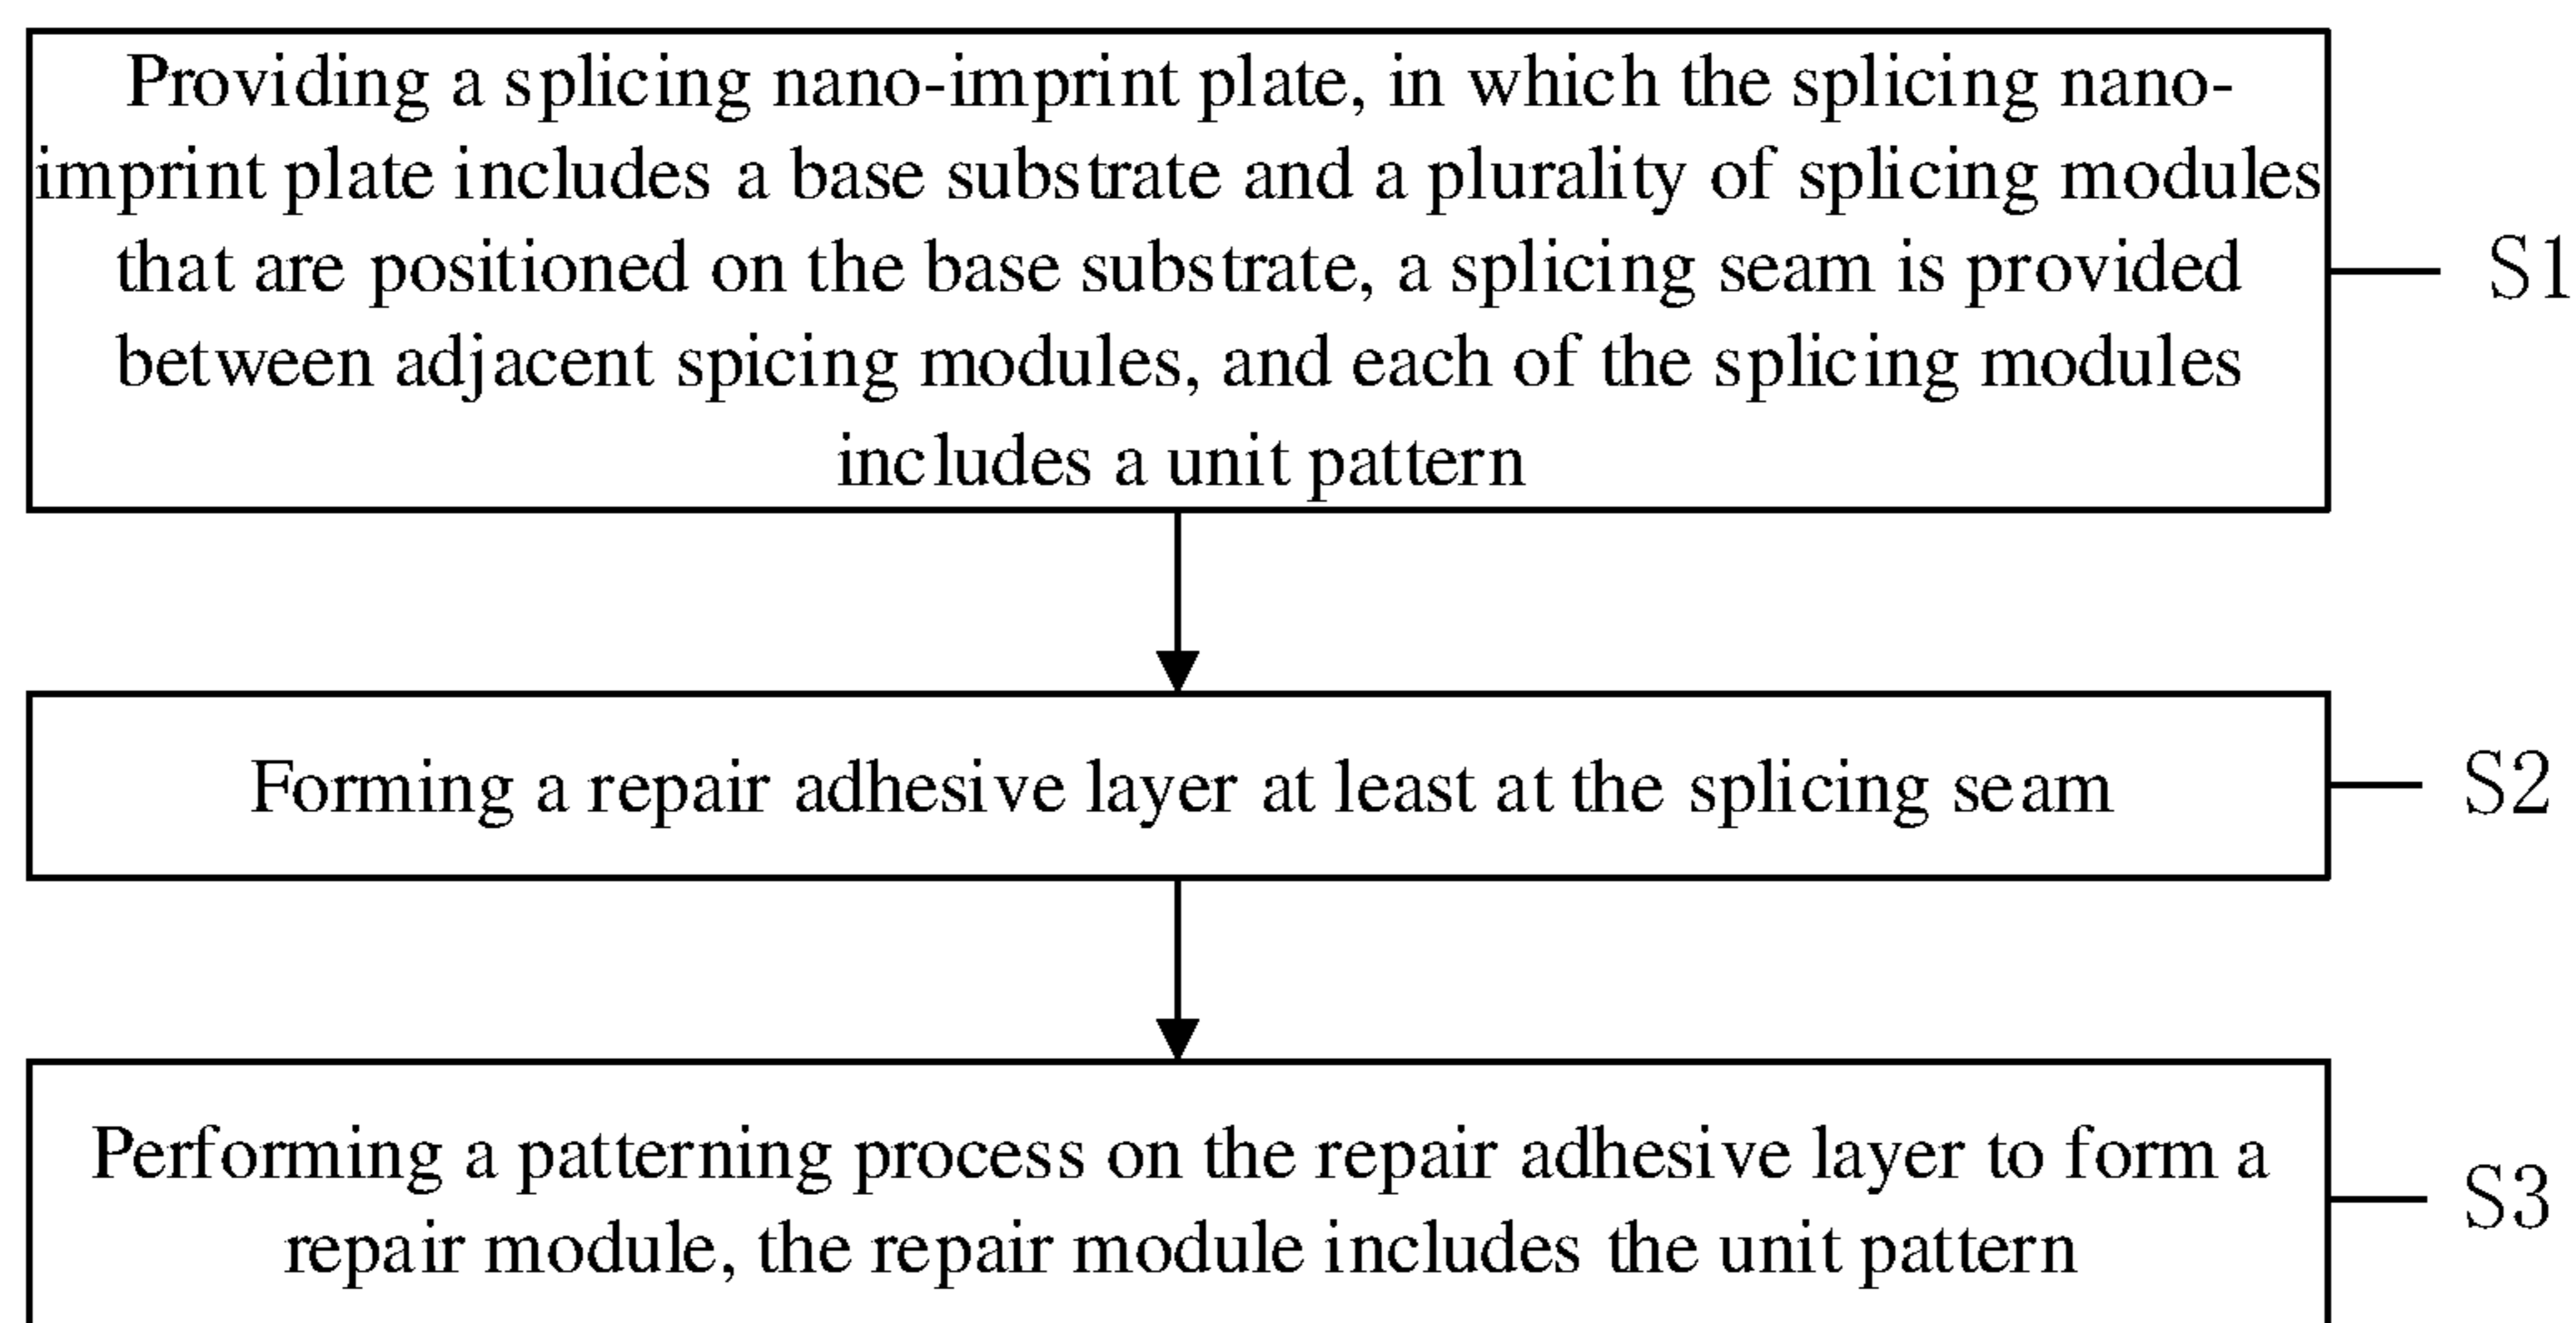 Providing a splicing nano-imprint plate, in which the splicing nano-
imprint plate includes a base substrate and a plurality of splicing modules
that are positioned on the base substrate, a splicing seam is provided
between adjacent spicing modules, and each of the splicing modules
includes a unit pattern
S1
Forming a repair adhesive layer at least at the splicing seam
S2
Performing a patterning process on the repair adhesive layer to form a
repair module, the repair module includes the unit pattern
S3